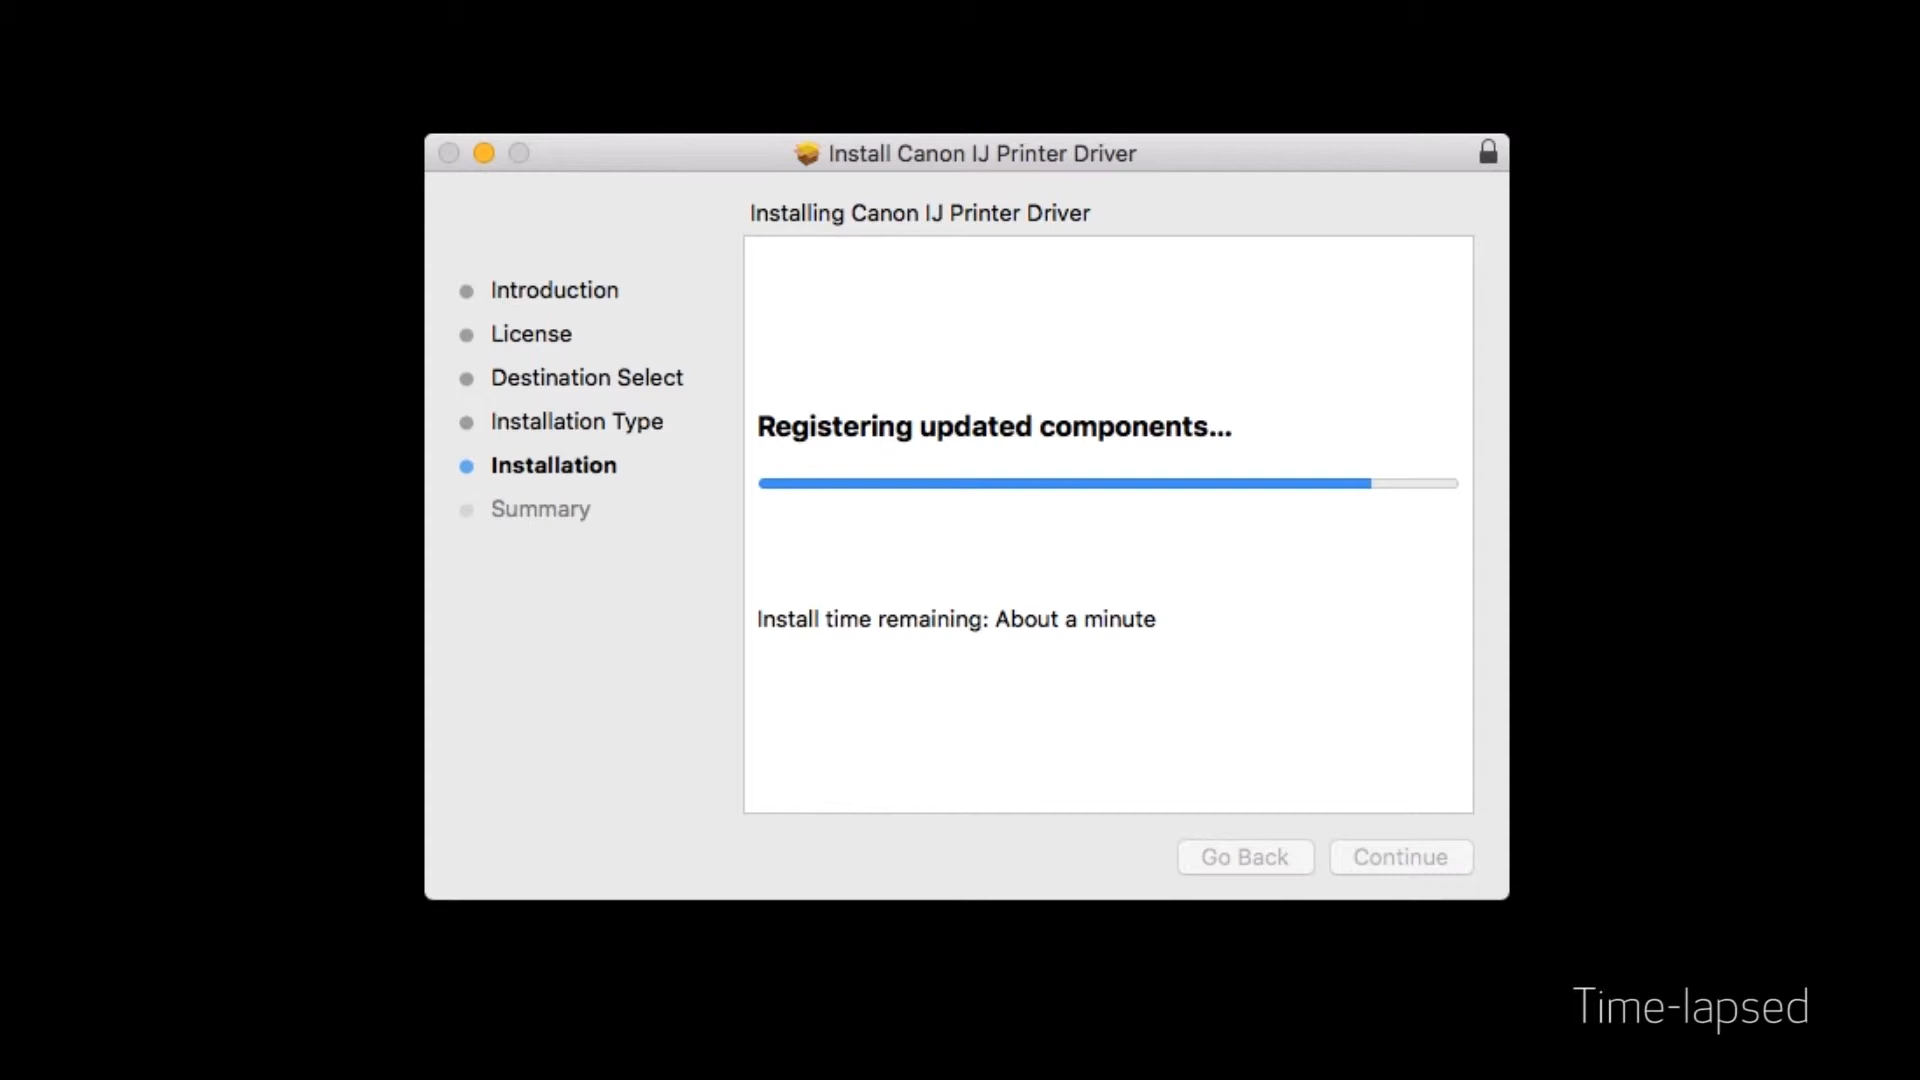 Install Canon IJ Printer Driver
Installing Canon IJ Printer Driver
Introduction
License
Destination Select
Installation Type
Installation
Summary
Registering updated components...
Install time remaining: About a minute
Go Back
Continue
Time-lapsed